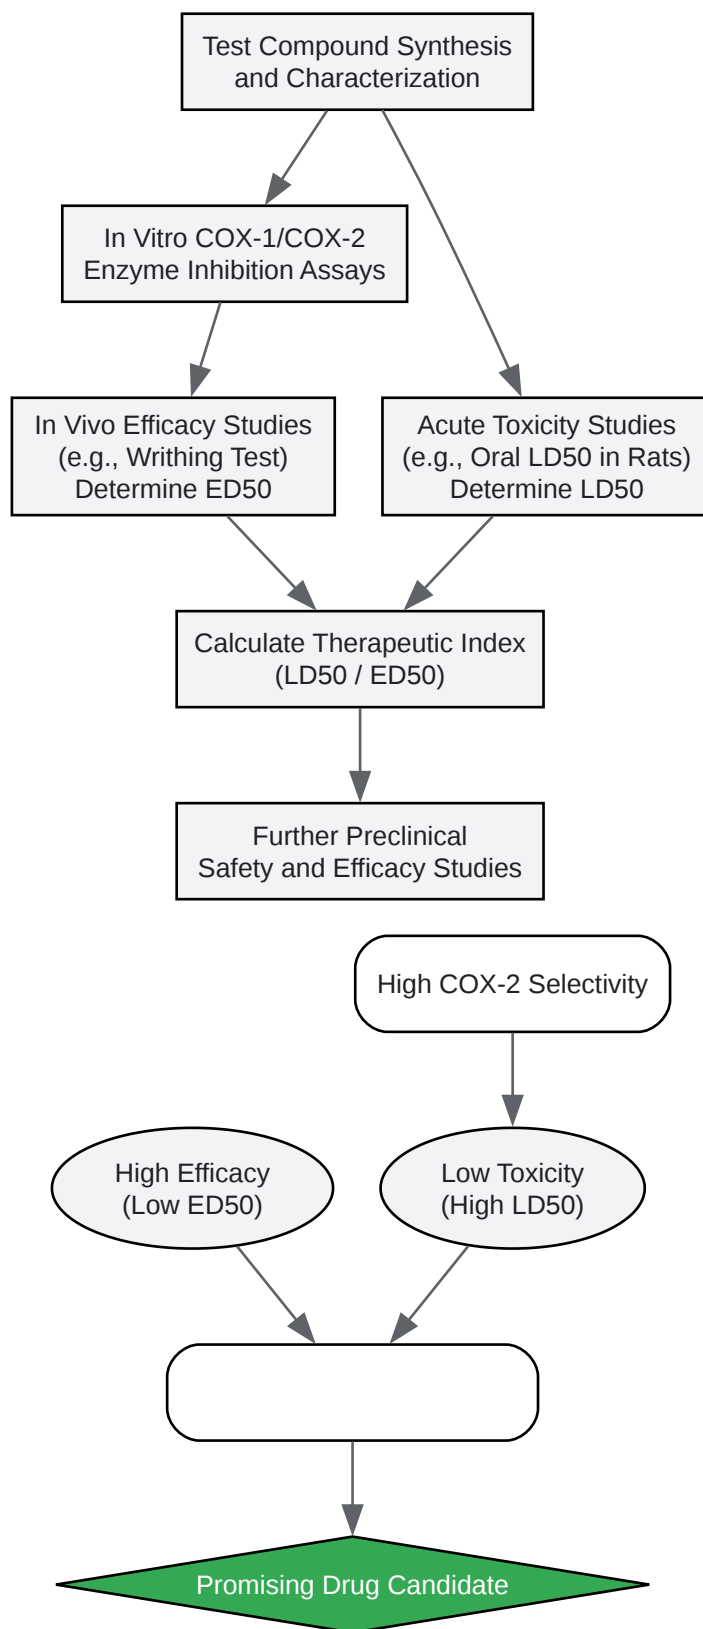 Test Compound Synthesis
and Characterization
In Vitro COX-1/COX-2
Enzyme Inhibition Assays
In Vivo Efficacy Studies
(e.g., Writhing Test)
Determine ED50
Acute Toxicity Studies
(e.g., Oral LD50 in Rats)
Determine LD50
Calculate Therapeutic Index
(LD50 / ED50)
Further Preclinical
Safety and Efficacy Studies
High COX-2 Selectivity
High Efficacy
(Low ED50)
Low Toxicity
(High LD50)
Promising Drug Candidate